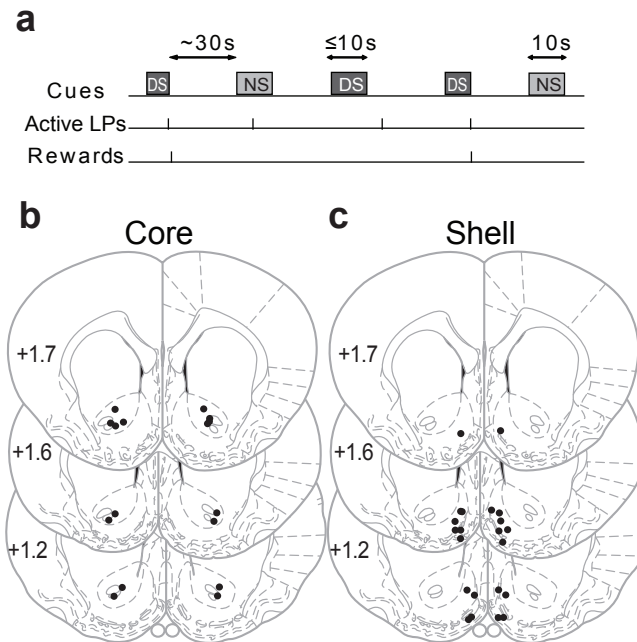 a
~30s ≤10s 10s
Cues DS NS DS DS NS
Active LPs
Rewards
b c
Core Shell
+1.7 +1.7
+1.6 +1.6
+1.2 +1.2